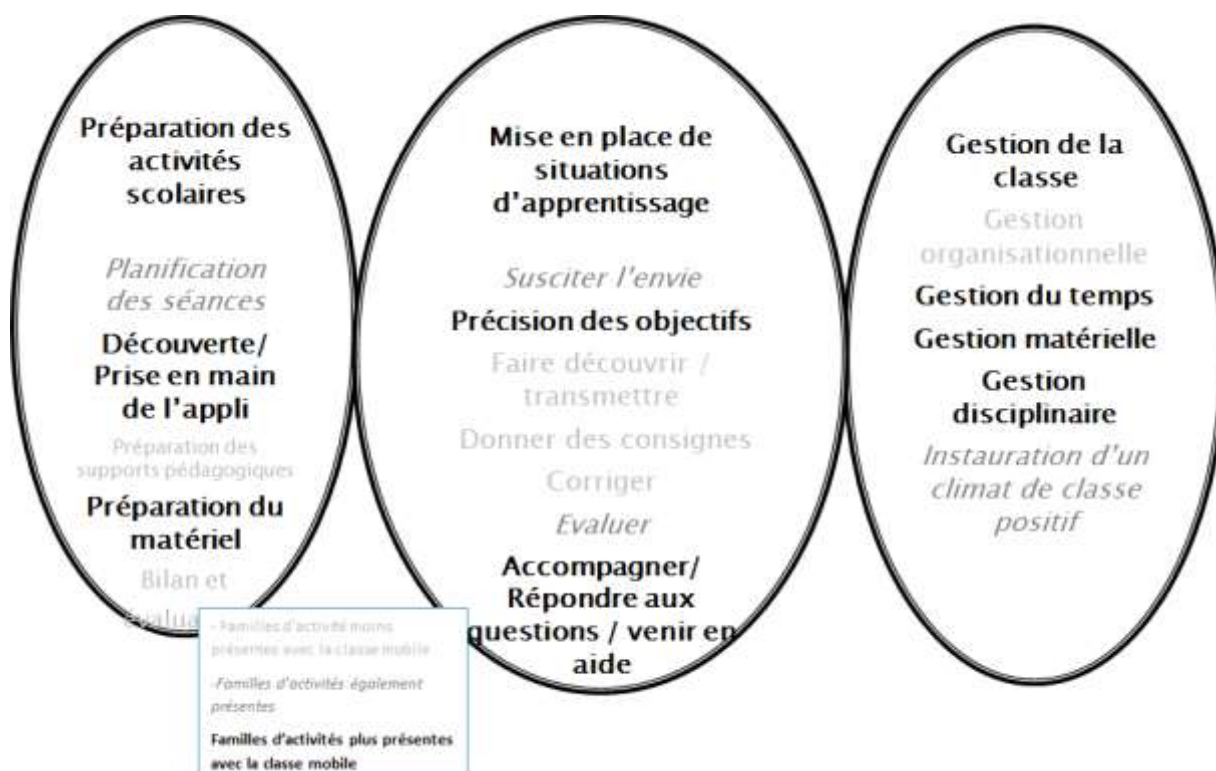 Préparation des
activités
scolaires
Planification
des séances
Découverte/
Prise en main
de l'appli
Préparation des
supports pédagogiques
Préparation du
matériel
Bilan et
Mise en place de
situations
d'apprentissage
Susciter l'envie
Précision des objectifs
Faire découvrir /
transmettre
Donner des consignes
Corriger
Evaluer
Accompagner/
Répondre aux
questions / venir en
aide
Gestion de la
classe
Gestion
organisationnelle
Gestion du temps
Gestion matérielle
Gestion
disciplinaire
Instauration d'un
climat de classe
positif
- Familles d'activité moins
présentes avec la classe mobile
-Familles d'activités également
présentes
Familles d'activités plus présentes
avec la classe mobile